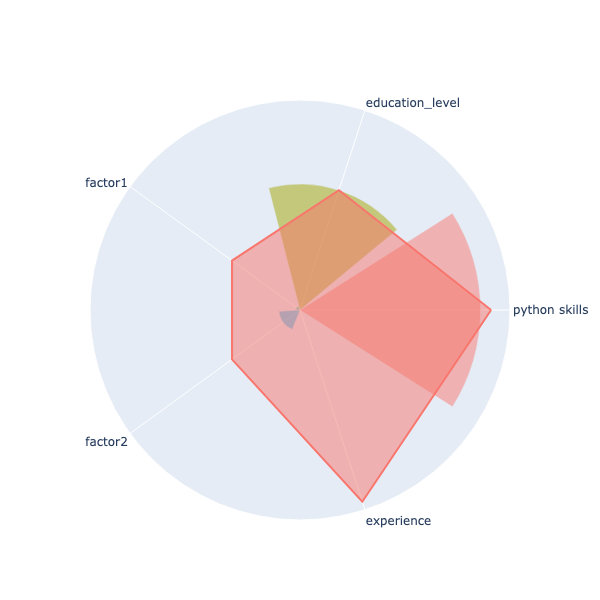 education_level
factor1
python skills
factor2
experience